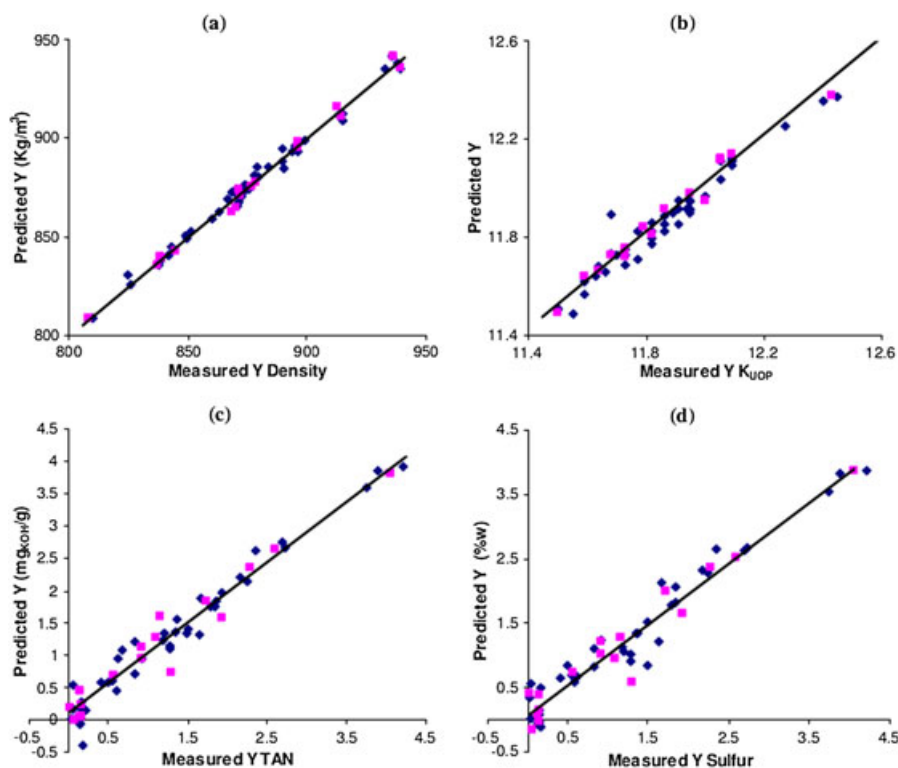 (a)
950
900
850
800
Predicted Y (Kg/m³)
800 850 900 950
Measured Y Density
(b)
12.6
12.2
11.8
11.4
Predicted Y
11.4 11.8 12.2 12.6
Measured Y K_UOP
(c)
4.5
4
3.5
3
2.5
2
1.5
1
0.5
0
-0.5
Predicted Y (mg_KOH/g)
-0.5 0.5 1.5 2.5 3.5 4.5
Measured Y TAN
(d)
4.5
3.5
2.5
1.5
0.5
-0.5
Predicted Y (%w)
-0.5 0.5 1.5 2.5 3.5 4.5
Measured Y Sulfur